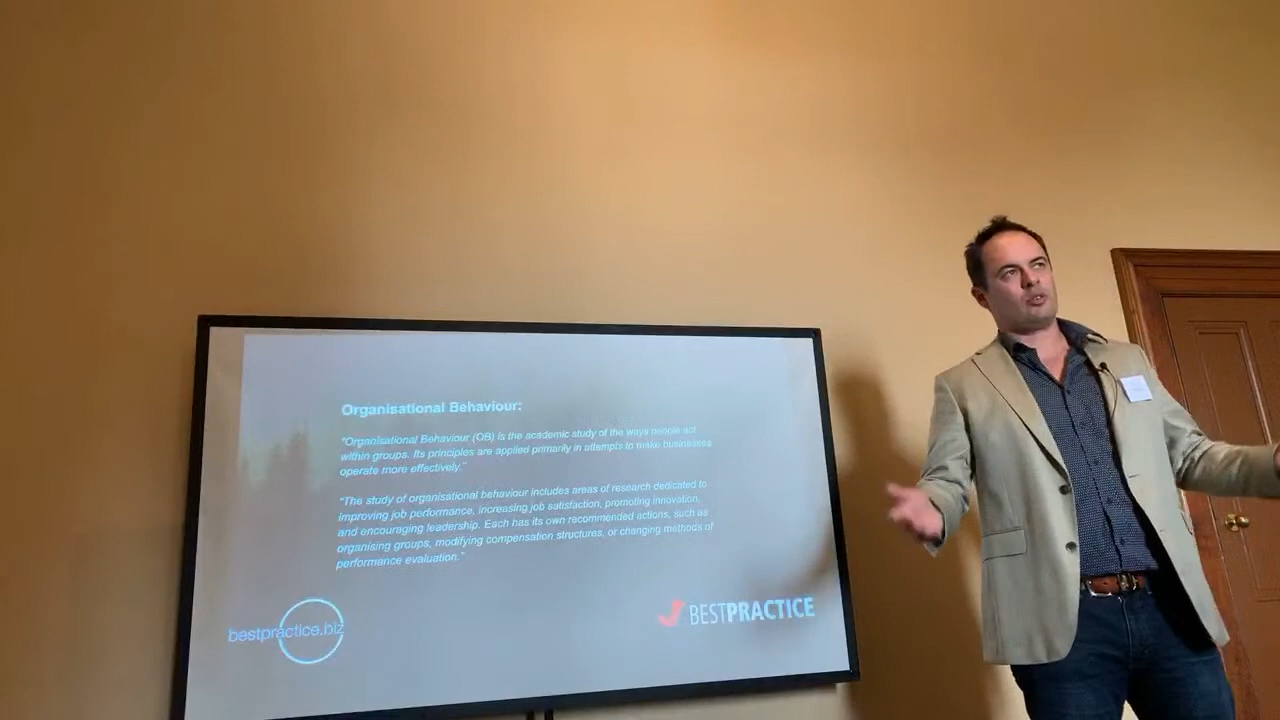 Organisational Behaviour:
"Organisational Behaviour (OB) is the academic study of the ways people act
within groups. Its principles are applied primarily in attempts to make businesses
operate more effectively."
"The study of organisational behaviour includes areas of research dedicated to
improving job performance, increasing job satisfaction, promoting innovation,
and encouraging leadership. Each has its own recommended actions, such as
organising groups, modifying compensation structures, or changing methods of
performance evaluation."
bestpractice.biz
BESTPRACTICE